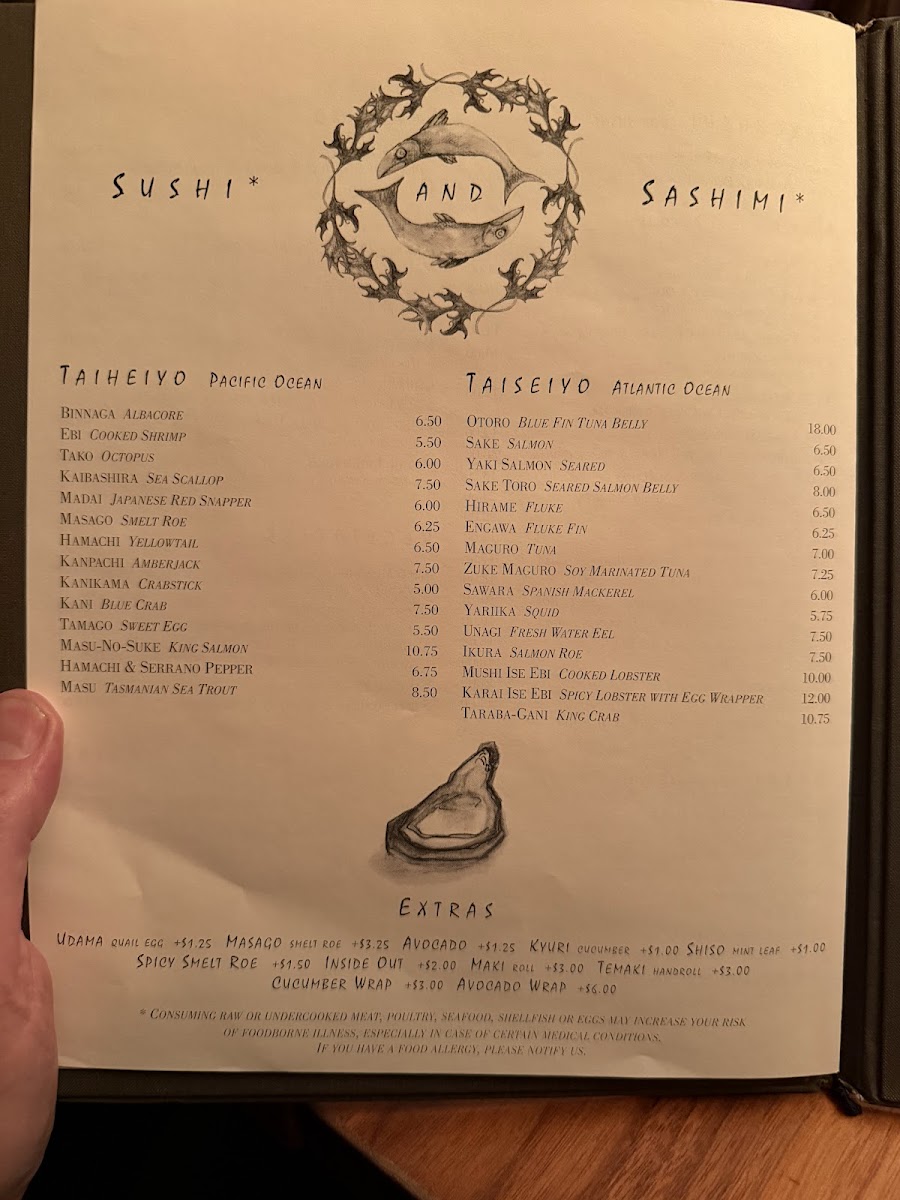 SUSHI* AND SASHIMI*
TAIHEIYO PACIFIC OCEAN
BINNAGA ALBACORE 6.50
EBI COOKED SHRIMP 5.50
TAKO OCTOPUS 6.00
KAIBASHIRA SEA SCALLOP 7.50
MADAI JAPANESE RED SNAPPER 6.00
MASAGO SMELT ROE 6.25
HAMACHI YELLOWTAIL 6.50
KANPACHI AMBERJACK 7.50
KANIKAMA CRABSTICK 5.00
KANI BLUE CRAB 7.50
TAMAGO SWEET EGG 5.50
MASU-NO-SUKE KING SALMON 10.75
HAMACHI & SERRANO PEPPER 6.75
MASU TASMANIAN SEA TROUT 8.50
TAISEIYO ATLANTIC OCEAN
OTORO BLUE FIN TUNA BELLY 18.00
SAKE SALMON 6.50
YAKI SALMON SEARED 6.50
SAKE TORO SEARED SALMON BELLY 8.00
HIRAME FLUKE 6.50
ENGAWA FLUKE FIN 6.25
MAGURO TUNA 7.00
ZUKE MAGURO SOY MARINATED TUNA 7.25
SAWARA SPANISH MACKEREL 6.00
YARIIKA SQUID 5.75
UNAGI FRESH WATER EEL 7.50
IKURA SALMON ROE 7.50
MUSHI ISE EBI COOKED LOBSTER 10.00
KARAI ISE EBI SPICY LOBSTER WITH EGG WRAPPER 12.00
TARABA-GANI KING CRAB 10.75
EXTRAS
UDAMA QUAIL EGG +$1.25 MASAGO SMELT ROE +$3.25 AVOCADO +$1.25 KYURI CUCUMBER +$1.00 SHISO MINT LEAF +$1.00
SPICY SMELT ROE +$1.50 INSIDE OUT +$2.00 MAKI ROLL +$3.00 TEMAKI HANDROLL +$3.00
CUCUMBER WRAP +$3.00 AVOCADO WRAP +$6.00
* CONSUMING RAW OR UNDERCOOKED MEAT, POULTRY, SEAFOOD, SHELLFISH OR EGGS MAY INCREASE YOUR RISK
OF FOODBORNE ILLNESS, ESPECIALLY IN CASE OF CERTAIN MEDICAL CONDITIONS.
IF YOU HAVE A FOOD ALLERGY, PLEASE NOTIFY US.